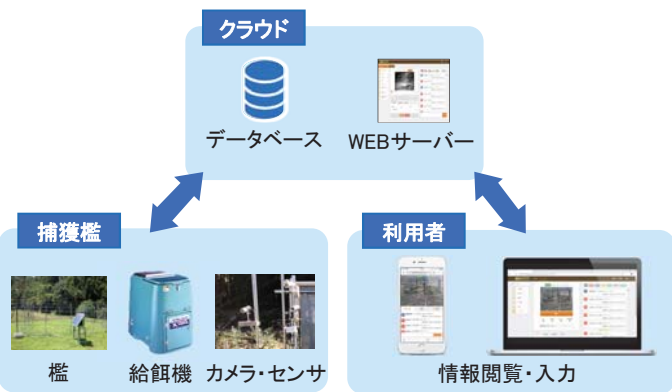 クラウド
データベース WEBサーバー
捕獲檻
利用者
檻 給餌機 カメラ・センサ
情報閲覧・入力